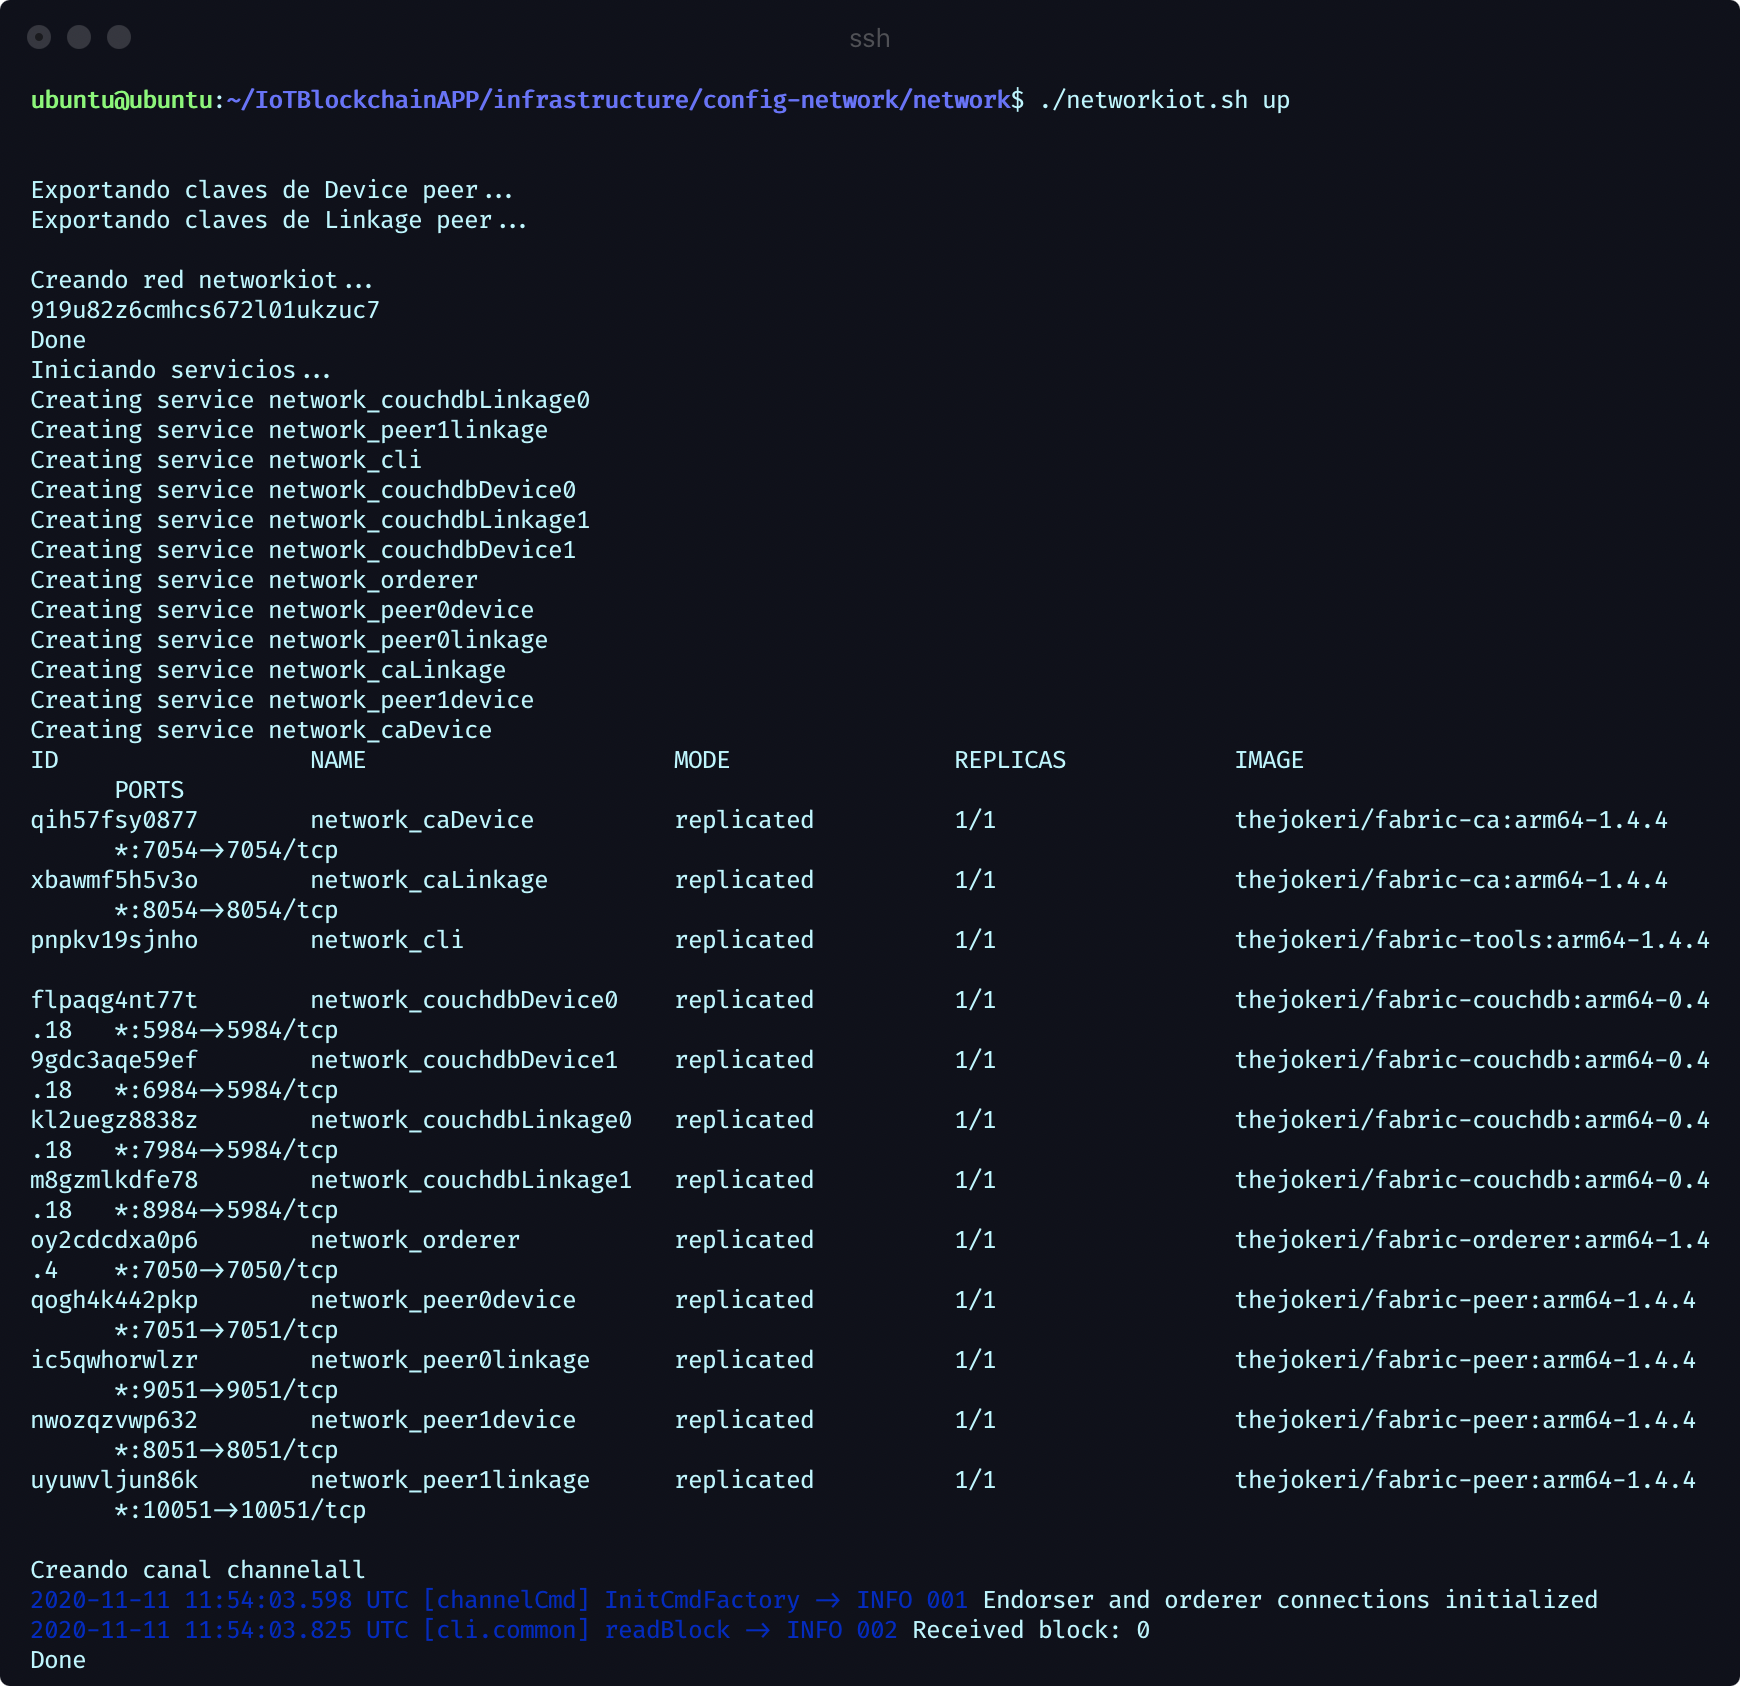 ssh
ubuntu@ubuntu:~/IoTBlockchainAPP/infrastructure/config-network/network$ ./networkiot.sh up
Exportando claves de Device peer...
Exportando claves de Linkage peer...
Creando red networkiot...
919u82z6cmhcs672l01ukzuc7
Done
Iniciando servicios...
Creating service network_couchdbLinkage0
Creating service network_peer1linkage
Creating service network_cli
Creating service network_couchdbDevice0
Creating service network_couchdbLinkage1
Creating service network_couchdbDevice1
Creating service network_orderer
Creating service network_peer0device
Creating service network_peer0linkage
Creating service network_caLinkage
Creating service network_peer1device
Creating service network_caDevice
ID NAME MODE REPLICAS IMAGE
PORTS
qih57fsy0877 network_caDevice replicated 1/1 thejokeri/fabric-ca:arm64-1.4.4
*:7054->7054/tcp
xbawmf5h5v3o network_caLinkage replicated 1/1 thejokeri/fabric-ca:arm64-1.4.4
*:8054->8054/tcp
pnpkv19sjnho network_cli replicated 1/1 thejokeri/fabric-tools:arm64-1.4.4
flpaqg4nt77t network_couchdbDevice0 replicated 1/1 thejokeri/fabric-couchdb:arm64-0.4
.18 *:5984->5984/tcp
9gdc3aqe59ef network_couchdbDevice1 replicated 1/1 thejokeri/fabric-couchdb:arm64-0.4
.18 *:6984->5984/tcp
kl2uegz8838z network_couchdbLinkage0 replicated 1/1 thejokeri/fabric-couchdb:arm64-0.4
.18 *:7984->5984/tcp
m8gzmlkdfe78 network_couchdbLinkage1 replicated 1/1 thejokeri/fabric-couchdb:arm64-0.4
.18 *:8984->5984/tcp
oy2cdcdxa0p6 network_orderer replicated 1/1 thejokeri/fabric-orderer:arm64-1.4
.4 *:7050->7050/tcp
qogh4k442pkp network_peer0device replicated 1/1 thejokeri/fabric-peer:arm64-1.4.4
*:7051->7051/tcp
ic5qwhorwlzr network_peer0linkage replicated 1/1 thejokeri/fabric-peer:arm64-1.4.4
*:9051->9051/tcp
nwozqzvwp632 network_peer1device replicated 1/1 thejokeri/fabric-peer:arm64-1.4.4
*:8051->8051/tcp
uyuwvljun86k network_peer1linkage replicated 1/1 thejokeri/fabric-peer:arm64-1.4.4
*:10051->10051/tcp
Creando canal channelall
2020-11-11 11:54:03.598 UTC [channelCmd] InitCmdFactory -> INFO 001 Endorser and orderer connections initialized
2020-11-11 11:54:03.825 UTC [cli.common] readBlock -> INFO 002 Received block: 0
Done